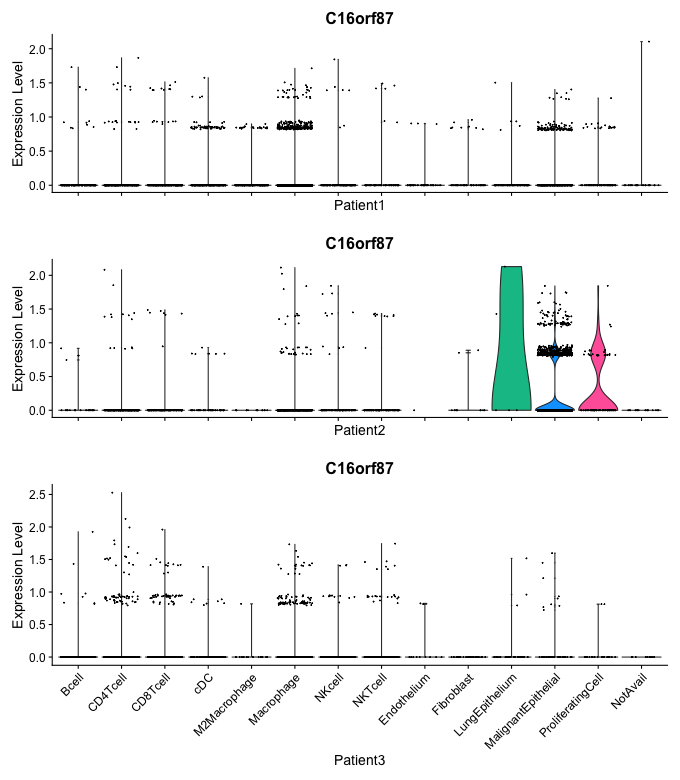 C16orf87
Expression Level
2.0
1.5
1.0
0.5
0.0
Patient1
C16orf87
Expression Level
2.0
1.5
1.0
0.5
0.0
Patient2
C16orf87
Expression Level
2.5
2.0
1.5
1.0
0.5
0.0
Bcell
CD4Tcell
CD8Tcell
cDC
M2Macrophage
Macrophage
NKcell
NKTcell
Endothelium
Fibroblast
LungEpithelium
MalignantEpithelial
ProliferatingCell
NotAvail
Patient3